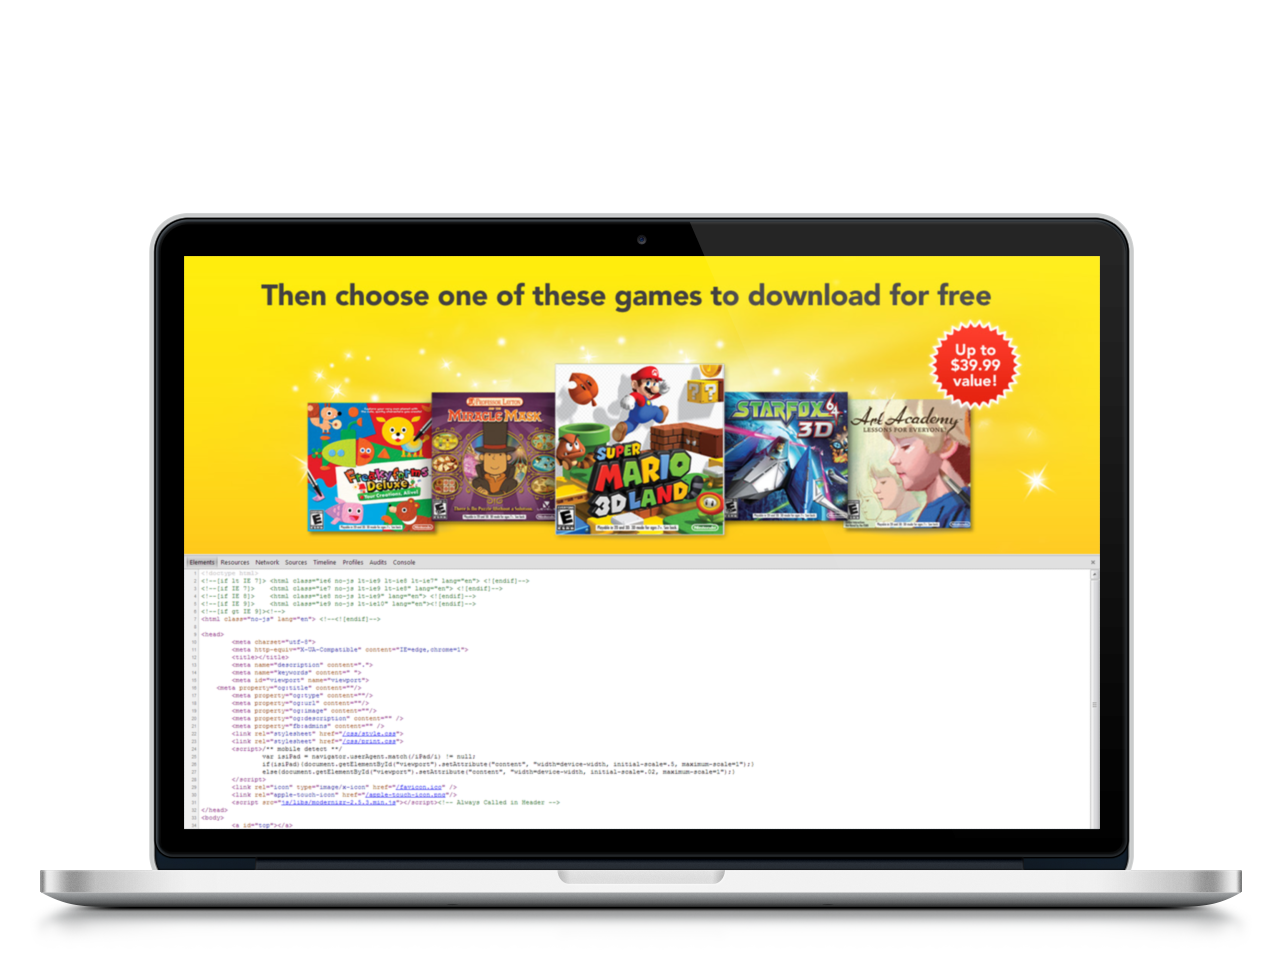 Then choose one of these games to download for free
Up to
$39.99
value!
PROFESSOR LAYTON
AND THE
MIRACLE MASK
Freakyforms
Deluxe
Your Creations, Alive!
SUPER
MARIO
3D LAND
STARFOX 64
3D
Art Academy
LESSONS FOR EVERYONE!
Elements Resources Network Sources Timeline Profiles Audits Console
<!doctype html>
<!--[if lt IE 7]> <html class="ie6 no-js lt-ie9 lt-ie8 lt-ie7" lang="en"> <![endif]-->
<!--[if IE 7]> <html class="ie7 no-js lt-ie9 lt-ie8" lang="en"> <![endif]-->
<!--[if IE 8]> <html class="ie8 no-js lt-ie9" lang="en"> <![endif]-->
<!--[if IE 9]> <html class="ie9 no-js lt-ie10" lang="en"><![endif]-->
<!--[if gt IE 9]><!-->
<html class="no-js" lang="en"> <!--<![endif]-->
<head>
<meta charset="utf-8">
<meta http-equiv="X-UA-Compatible" content="IE=edge,chrome=1">
<title></title>
<meta name="description" content=".">
<meta name="keywords" content=" ">
<meta id="viewport" name="viewport">
<meta property="og:title" content=""/>
<meta property="og:type" content=""/>
<meta property="og:url" content=""/>
<meta property="og:image" content=""/>
<meta property="og:description" content="" />
<meta property="fb:admins" content="" />
<link rel="stylesheet" href="/css/style.css">
<link rel="stylesheet" href="/css/print.css">
<script>/** mobile detect **/
var isiPad = navigator.userAgent.match(/iPad/i) != null;
if(isiPad){document.getElementById("viewport").setAttribute("content", "width=device-width, initial-scale=.5, maximum-scale=1");}
else{document.getElementById("viewport").setAttribute("content", "width=device-width, initial-scale=.02, maximum-scale=1");}
</script>
<link rel="icon" type="image/x-icon" href="/favicon.ico" />
<link rel="apple-touch-icon" href="/apple-touch-icon.png"/>
<script src="js/libs/modernizr-2.5.3.min.js"></script><!-- Always Called in Header -->
</head>
<body>
<a id="top"></a>